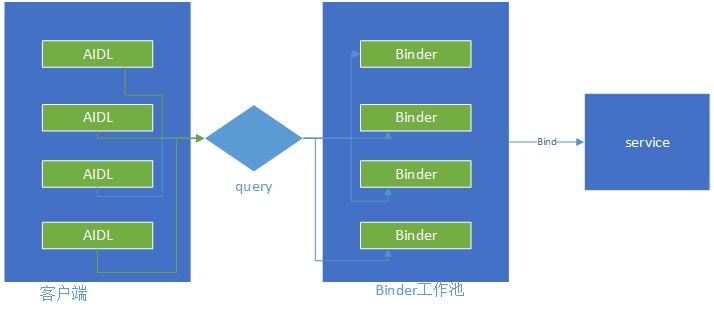 AIDL
AIDL
AIDL
AIDL
客户端
query
Binder
Binder
Binder
Binder
Binder工作池
Bind
service